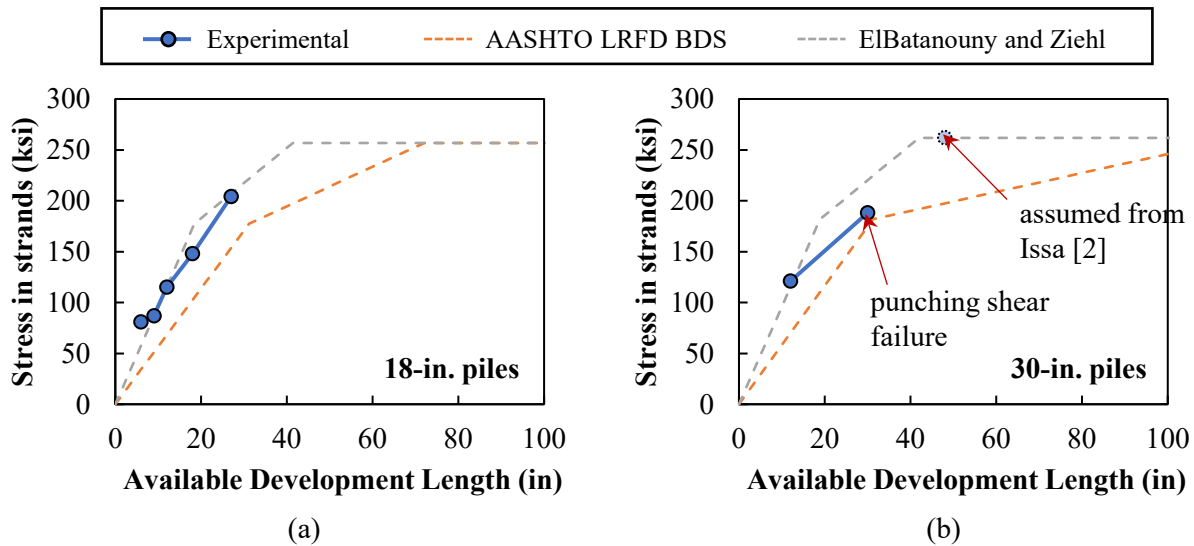 Experimental AASHTO LRFD BDS ElBatanouny and Ziehl
Stress in strands (ksi)
300
250
200
150
100
50
0
18-in. piles
0 20 40 60 80 100
Available Development Length (in)
(a)
Stress in strands (ksi)
300
250
200
150
100
50
0
assumed from
Issa [2]
punching shear
failure
30-in. piles
0 20 40 60 80 100
Available Development Length (in)
(b)